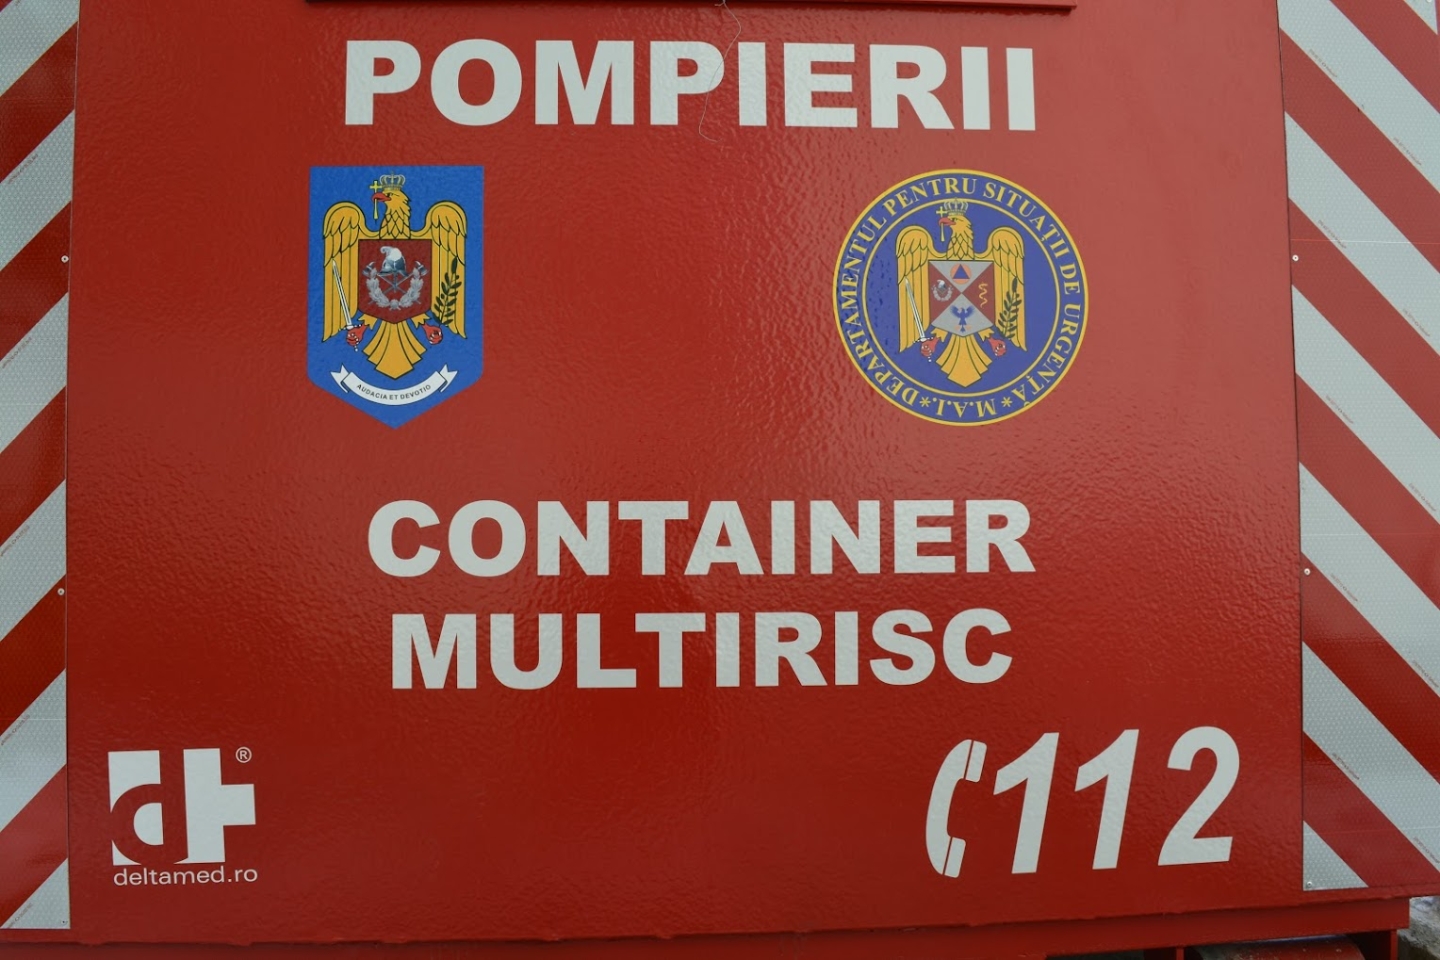 POMPIERII
AUDACIA ET DEVOTIO
DEPARTAMENTUL PENTRU SITUAȚII DE URGENȚĂ
*M.A.I.*
CONTAINER
MULTIRISC
d+®
deltamed.ro
112